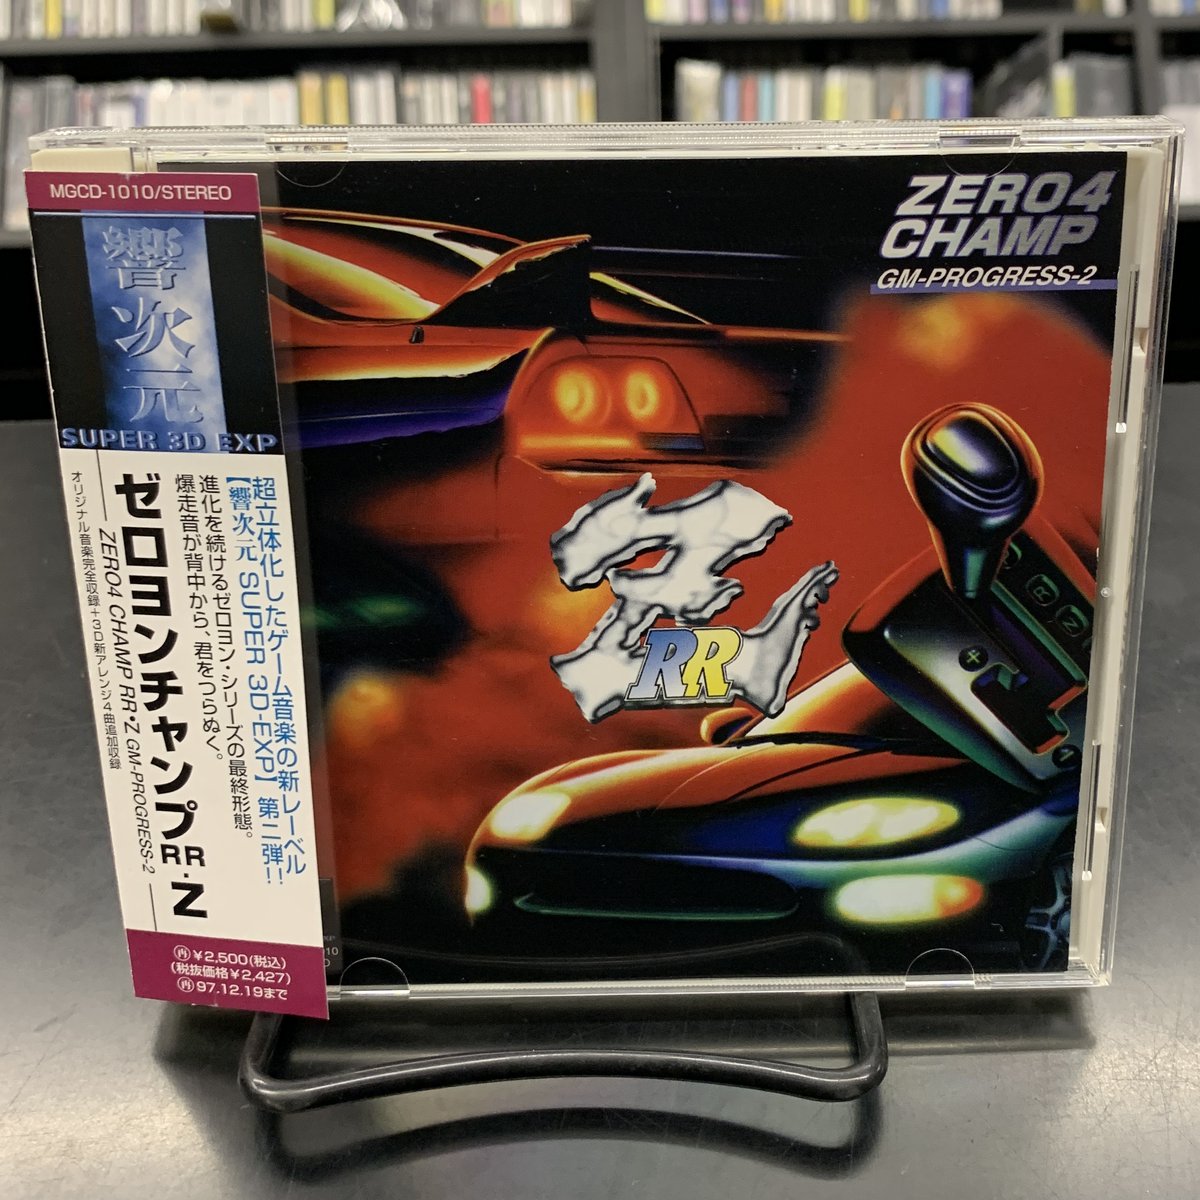 MGCD-1010/STEREO
響次元
SUPER 3D EXP
超立体化したゲーム音楽の新レーベル
【響次元 SUPER 3D-EXP】第二弾!!
進化を続けるゼロヨン・シリーズの最終形態。
爆走音が背中から、君をつらぬく。
ゼロヨンチャンプRR・Z
ZERO4 CHAMP RR・Z GM-PROGRESS-2
オリジナル音楽完全収録+3D新アレンジ4曲追加収録
再¥2,500(税込)
(税抜価格¥2,427)
再97.12.19まで
ZERO4
CHAMP
GM-PROGRESS-2
Z
RR
R
+